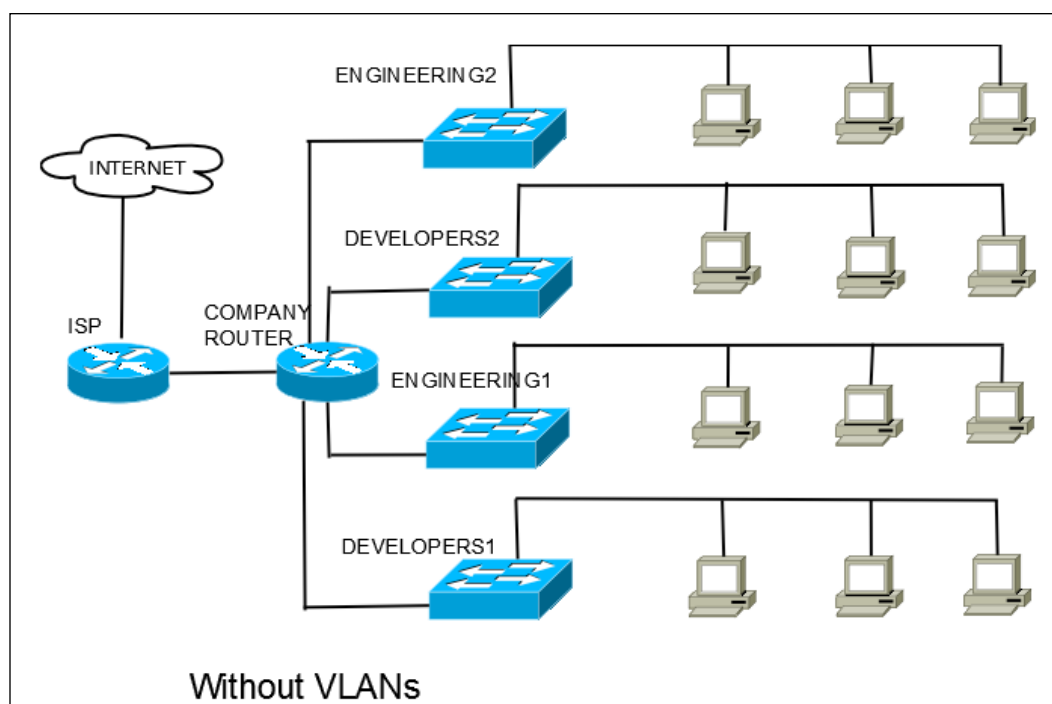 ENGINEERING2
INTERNET
DEVELOPERS2
ISP
COMPANY
ROUTER
ENGINEERING1
DEVELOPERS1
Without VLANs